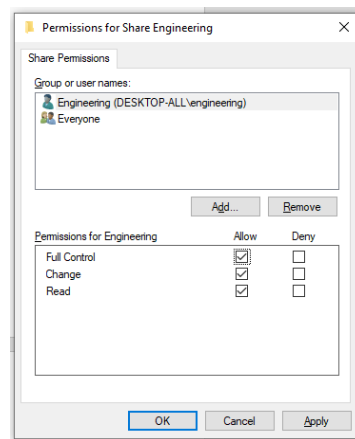 Permissions for Share Engineering
Share Permissions
Group or user names:
Engineering (DESKTOP-ALL\engineering)
Everyone
Add... Remove
Permissions for Engineering Allow Deny
Full Control
Change
Read
OK Cancel Apply